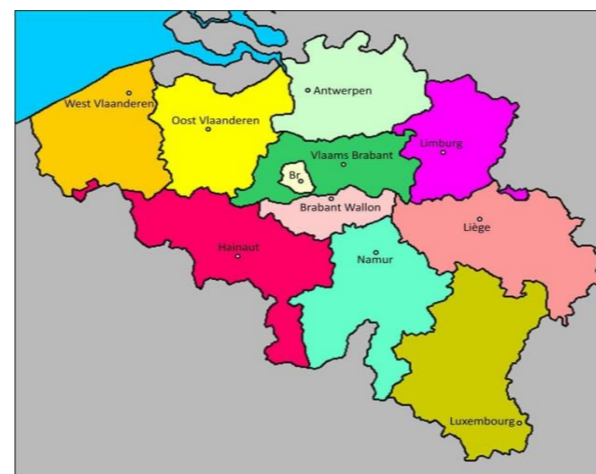 Antwerpen
West Vlaanderen
Oost Vlaanderen
Limburg
Vlaams Brabant
Br
Brabant Wallon
Liège
Hainaut
Namur
Luxembourg